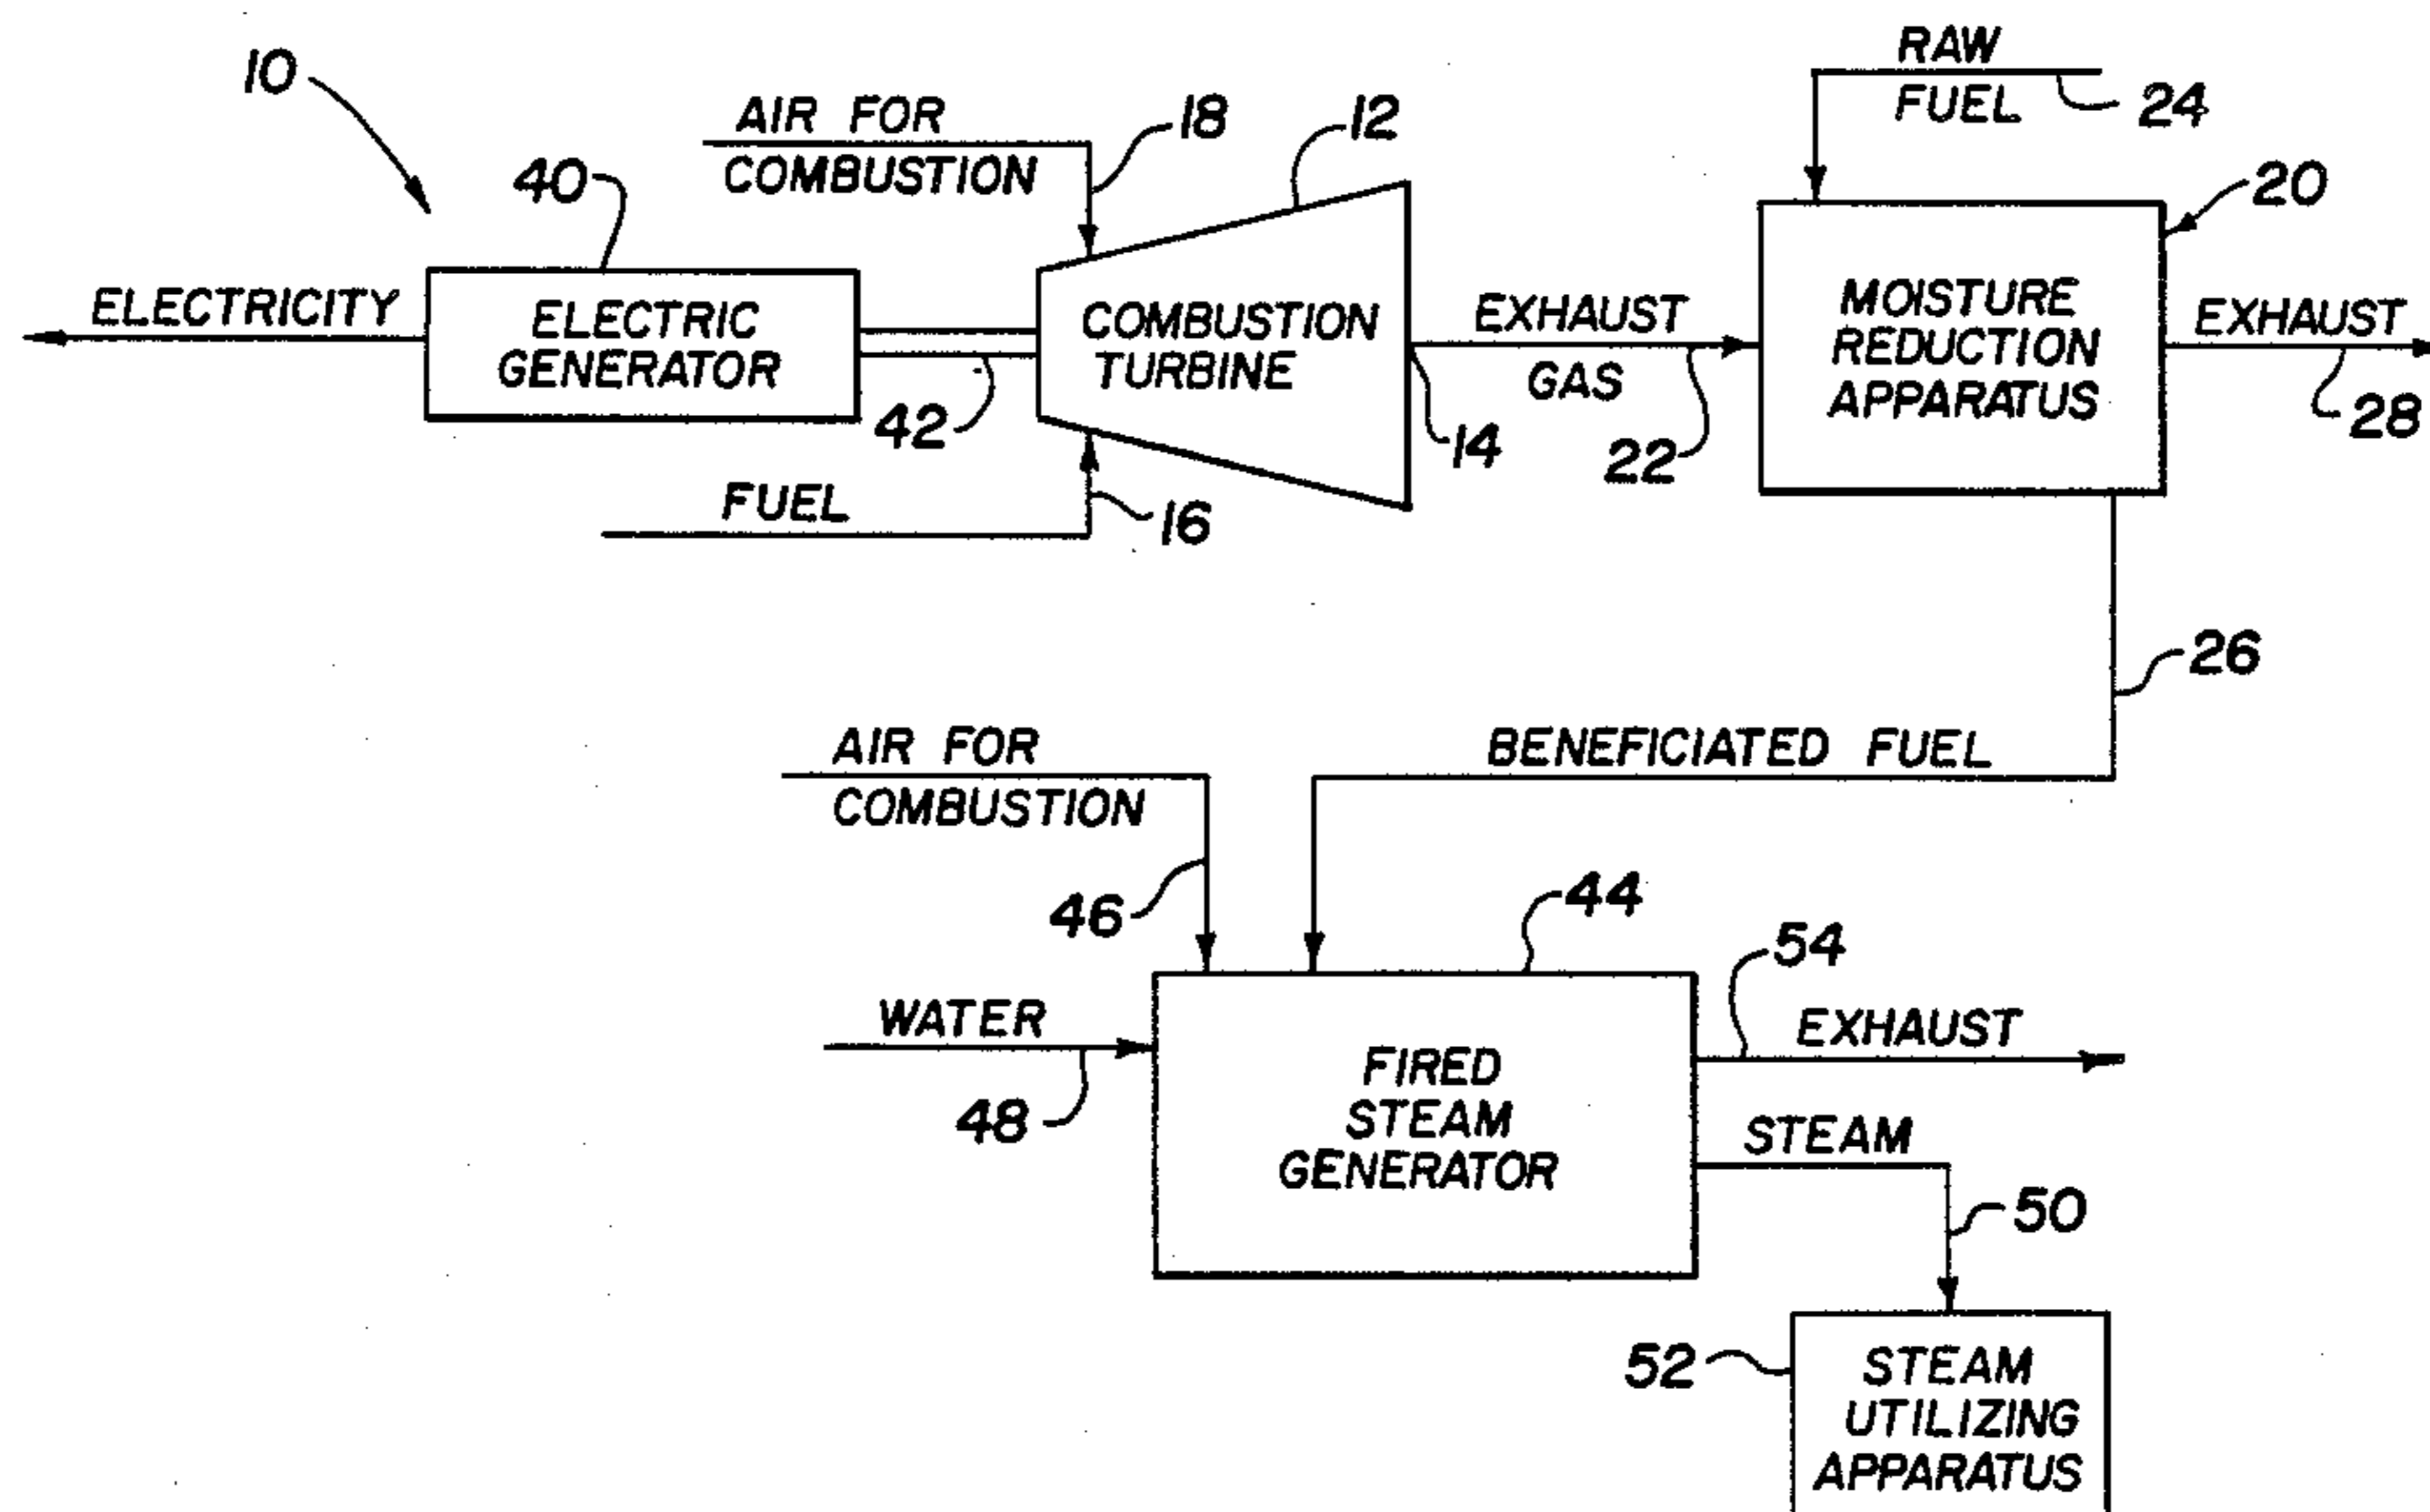 10
AIR FOR
COMBUSTION
18
12
RAW
FUEL
24
40
20
ELECTRICITY
ELECTRIC
GENERATOR
42
COMBUSTION
TURBINE
EXHAUST
GAS
14
22
MOISTURE
REDUCTION
APPARATUS
EXHAUST
28
FUEL
16
26
AIR FOR
COMBUSTION
BENEFICIATED FUEL
46
44
54
WATER
48
FIRED
STEAM
GENERATOR
EXHAUST
STEAM
50
52
STEAM
UTILIZING
APPARATUS